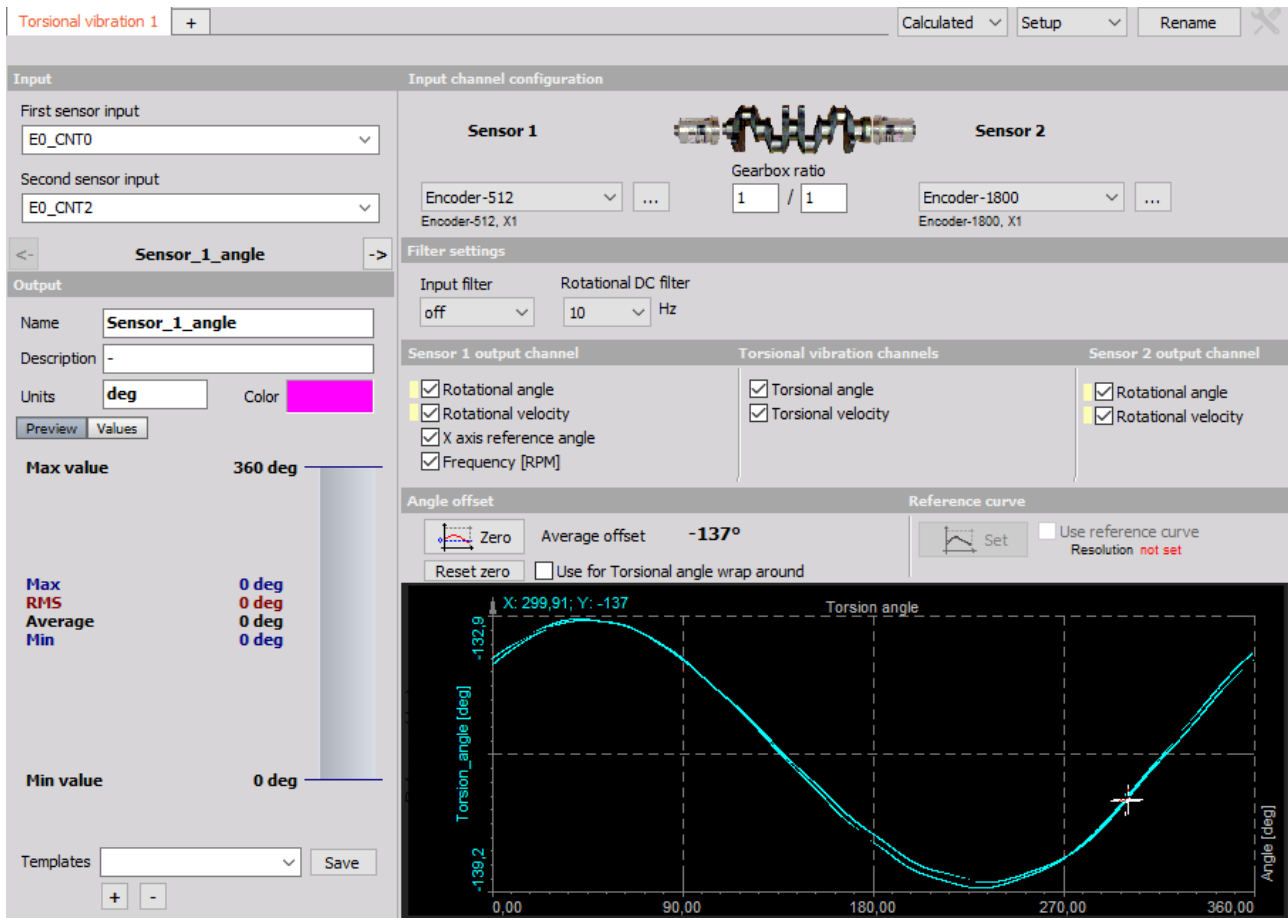 Torsional vibration 1
+
Calculated
Setup
Rename
Input
First sensor input
E0_CNT0
Second sensor input
E0_CNT2
<-
Sensor_1_angle
->
Output
Name
Sensor_1_angle
Description
-
Units
deg
Color
Preview
Values
Max value
360 deg
Max
0 deg
RMS
0 deg
Average
0 deg
Min
0 deg
Min value
0 deg
Templates
Save
+
-
Input channel configuration
Sensor 1
Sensor 2
Gearbox ratio
Encoder-512
...
1 / 1
Encoder-1800
...
Encoder-512, X1
Encoder-1800, X1
Filter settings
Input filter
Rotational DC filter
off
10
Hz
Sensor 1 output channel
Rotational angle
Rotational velocity
X axis reference angle
Frequency [RPM]
Torsional vibration channels
Torsional angle
Torsional velocity
Sensor 2 output channel
Rotational angle
Rotational velocity
Angle offset
Zero
Average offset
-137°
Reset zero
Use for Torsional angle wrap around
Reference curve
Set
Use reference curve
Resolution not set
X: 299,91; Y: -137
Torsion angle
-132,9
Torsion_angle [deg]
-139,2
Angle [deg]
0,00
90,00
180,00
270,00
360,00